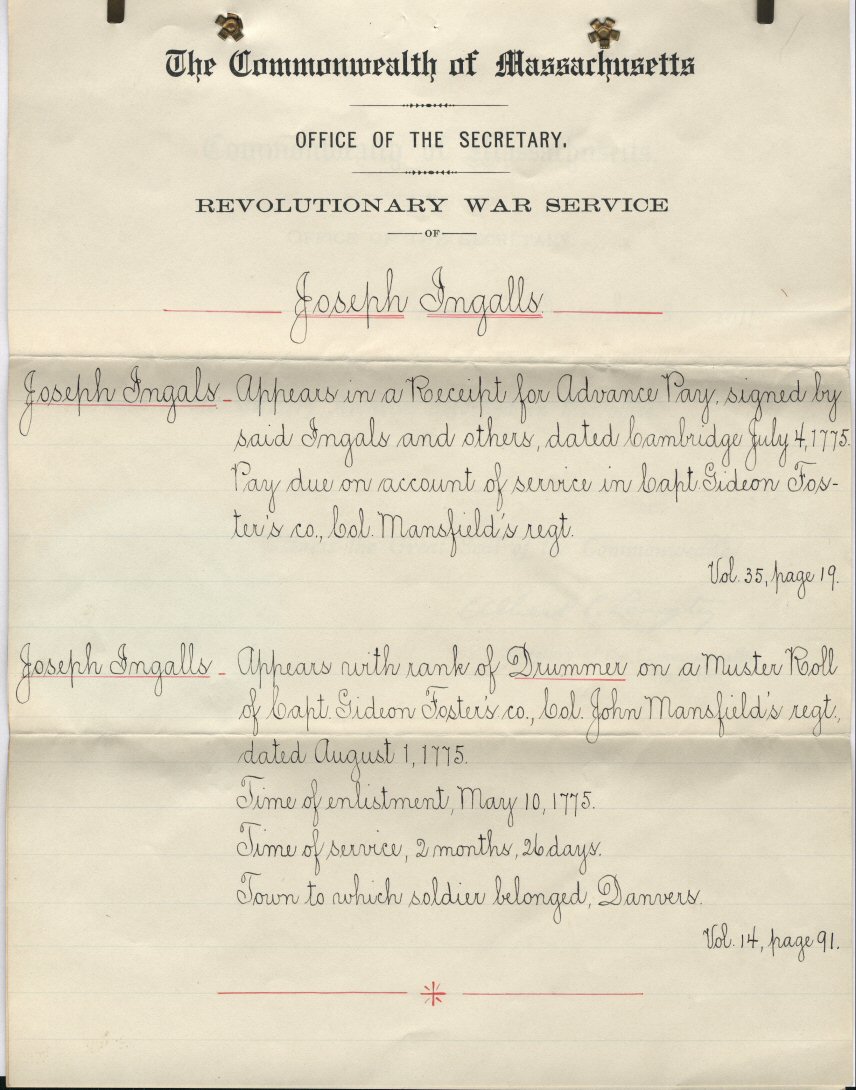 The Commonwealth of Massachusetts
OFFICE OF THE SECRETARY.
REVOLUTIONARY WAR SERVICE
OF
Joseph Ingalls
Joseph Ingals - Appears in a Receipt for Advance Pay, signed by
said Ingals and others, dated Cambridge July 4, 1775.
Pay due on account of service in Capt Gideon Fos-
ter's co., Col. Mansfield's regt.
Vol. 35, page 19.
Joseph Ingalls - Appears with rank of Drummer on a Muster Roll
of Capt. Gideon Foster's co., Col. John Mansfield's regt.,
dated August 1, 1775.
Time of enlistment, May 10, 1775.
Time of service, 2 months, 26 days.
Town to which soldier belonged, Danvers.
Vol. 14, page 91.